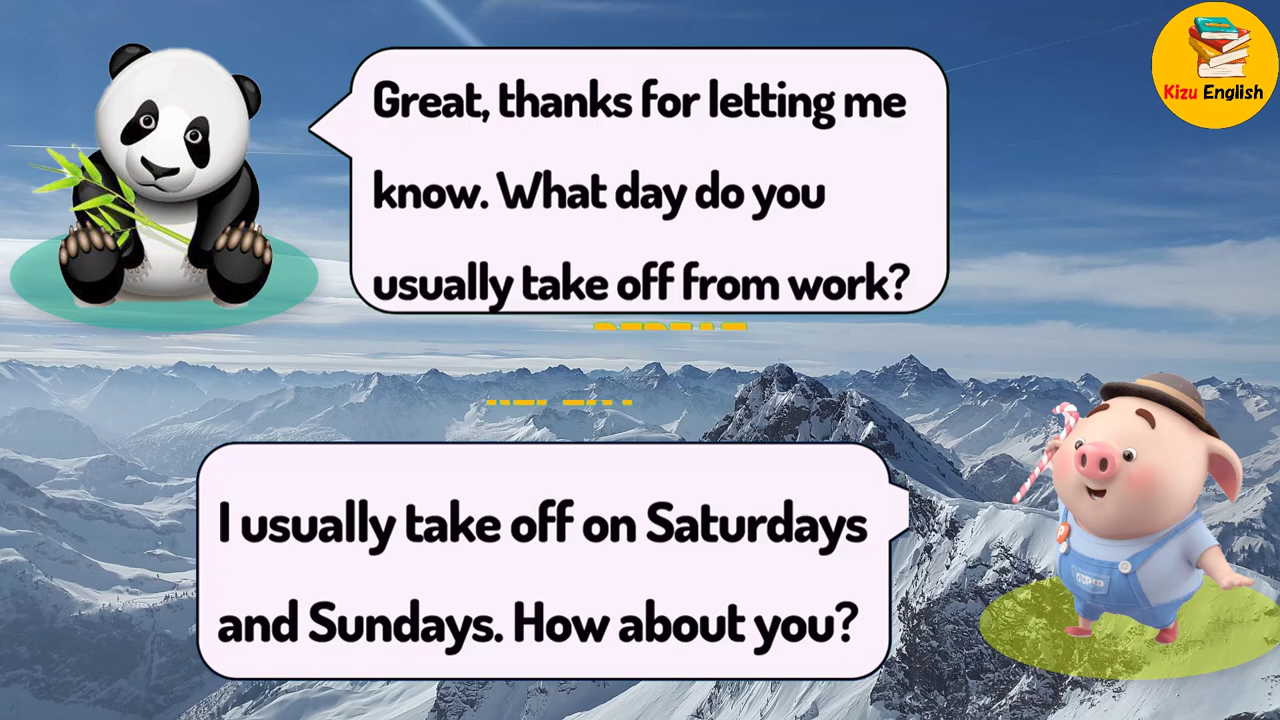 Great, thanks for letting me
know. What day do you
usually take off from work?
I usually take off on Saturdays
and Sundays. How about you?
Kizu English